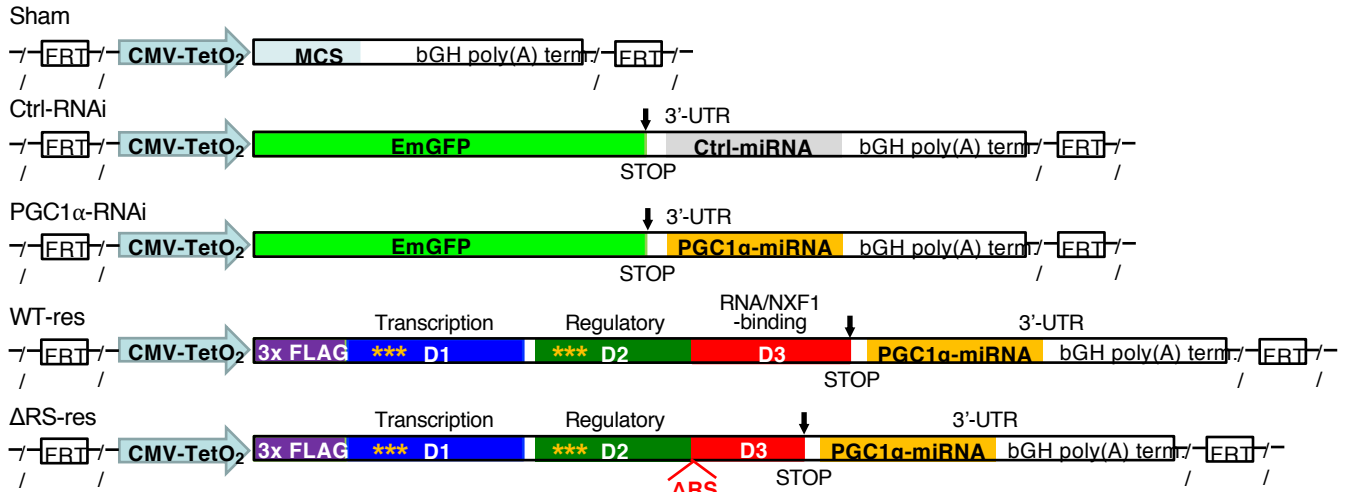 Sham
FRT CMV-TetO₂ MCS bGH poly(A) term. FRT
Ctrl-RNAi
3'-UTR
FRT CMV-TetO₂ EmGFP Ctrl-miRNA bGH poly(A) term. FRT
STOP
PGC1α-RNAi
3'-UTR
FRT CMV-TetO₂ EmGFP PGC1α-miRNA bGH poly(A) term. FRT
STOP
WT-res
Transcription Regulatory RNA/NXF1 3'-UTR
-binding
FRT CMV-TetO₂ 3x FLAG *** D1 *** D2 D3 PGC1α-miRNA bGH poly(A) term. FRT
STOP
ΔRS-res
Transcription Regulatory 3'-UTR
FRT CMV-TetO₂ 3x FLAG *** D1 *** D2 D3 PGC1α-miRNA bGH poly(A) term. FRT
ΔRS STOP